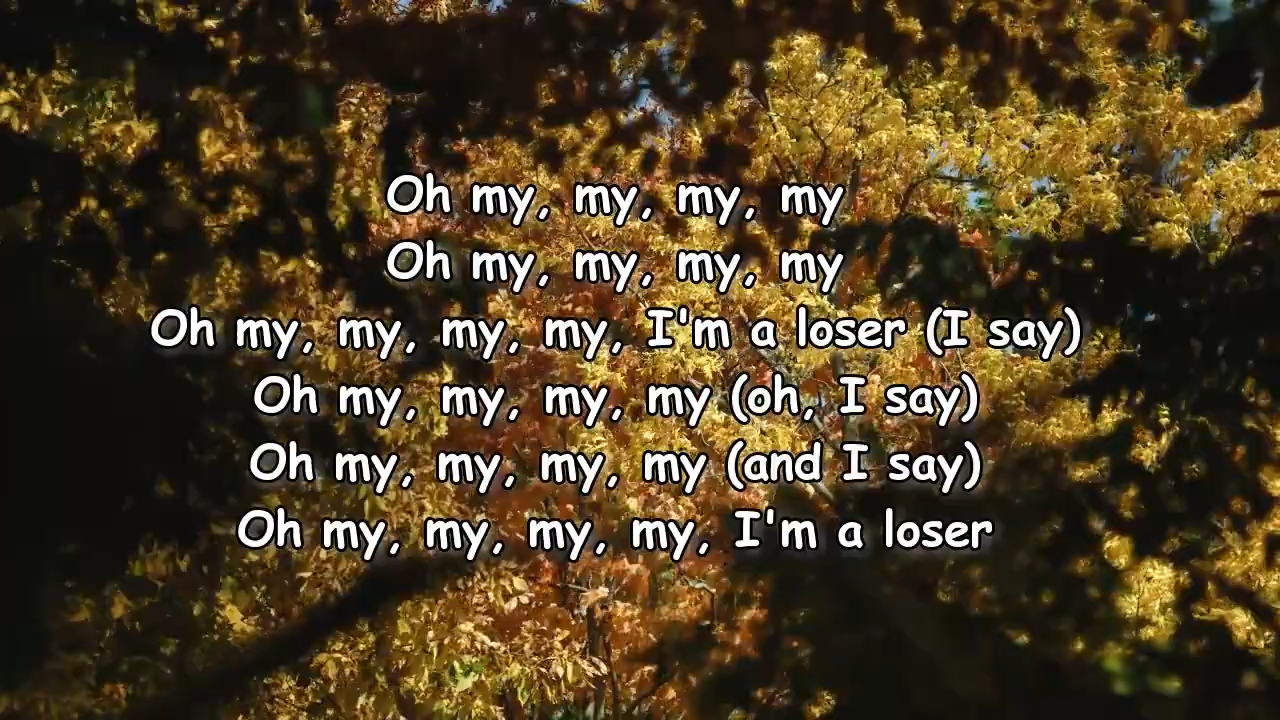 Oh my, my, my, my
Oh my, my, my, my
Oh my, my, my, my, I'm a loser (I say)
Oh my, my, my, my (oh, I say)
Oh my, my, my, my (and I say)
Oh my, my, my, my, I'm a loser